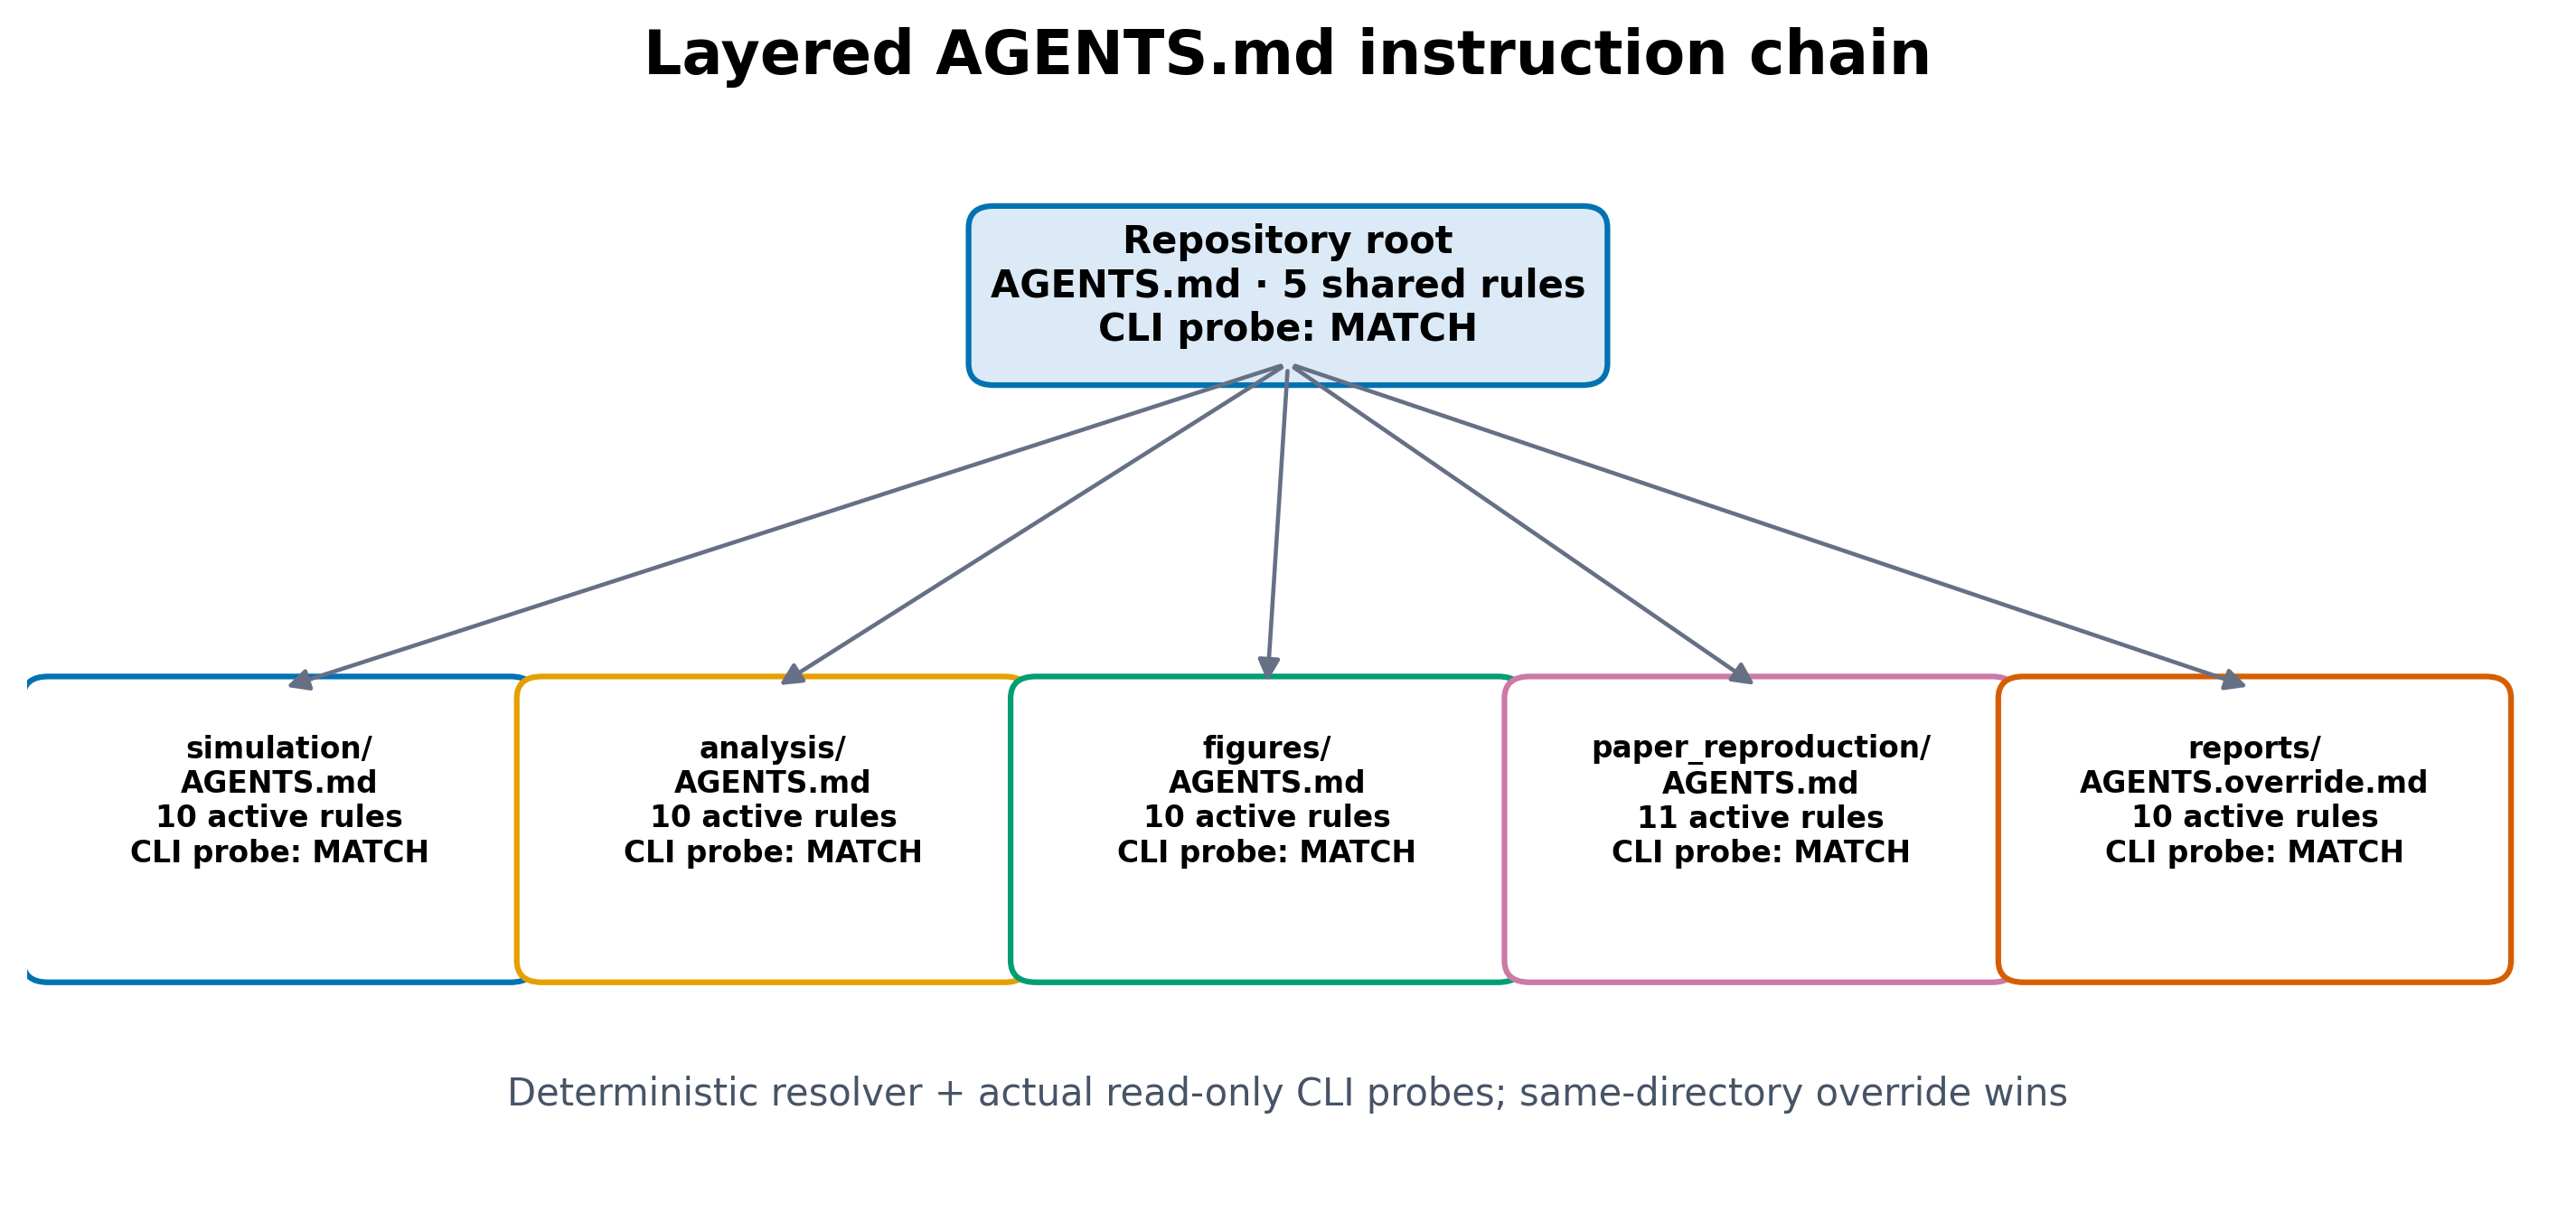 Layered AGENTS.md instruction chain
Repository root
AGENTS.md · 5 shared rules
CLI probe: MATCH
simulation/
AGENTS.md
10 active rules
CLI probe: MATCH
analysis/
AGENTS.md
10 active rules
CLI probe: MATCH
figures/
AGENTS.md
10 active rules
CLI probe: MATCH
paper_reproduction/
AGENTS.md
11 active rules
CLI probe: MATCH
reports/
AGENTS.override.md
10 active rules
CLI probe: MATCH
Deterministic resolver + actual read-only CLI probes; same-directory override wins